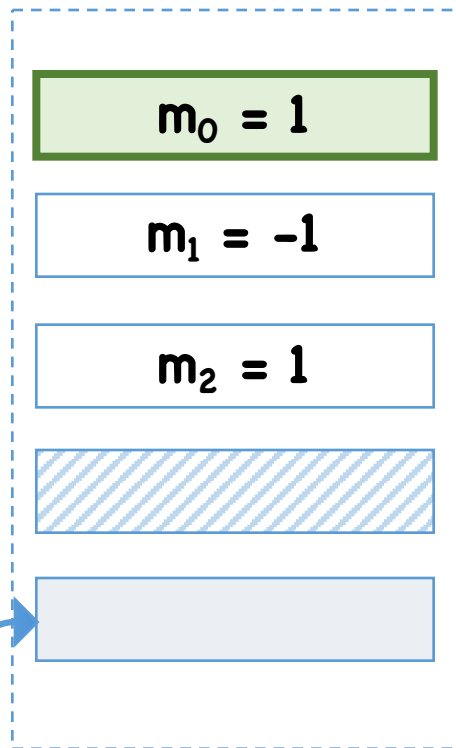 m₀ = 1
m₁ = -1
m₂ = 1